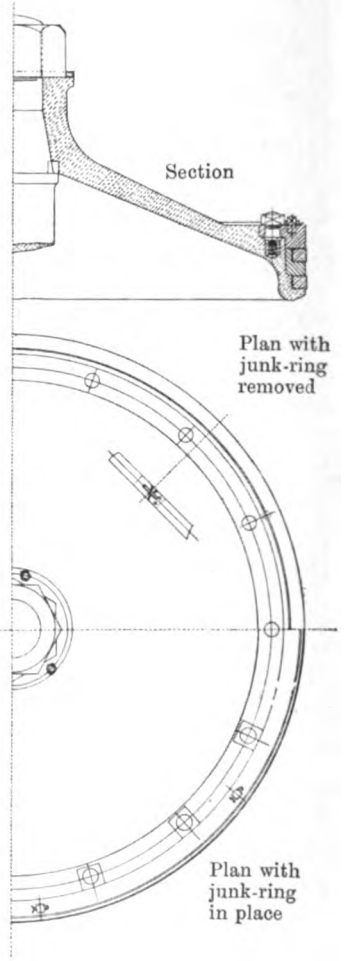 Section
Plan with
junk-ring
removed
Plan with
junk-ring
in place